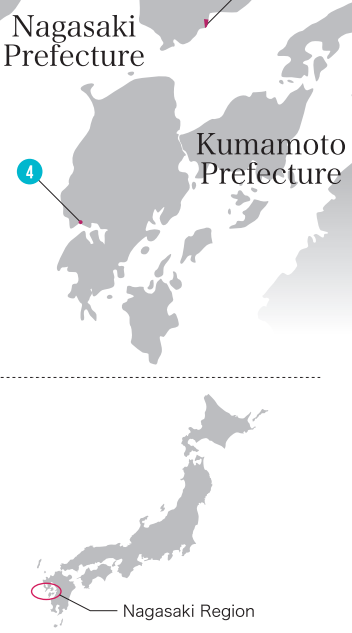 Nagasaki
Prefecture
Kumamoto
Prefecture
4
Nagasaki Region